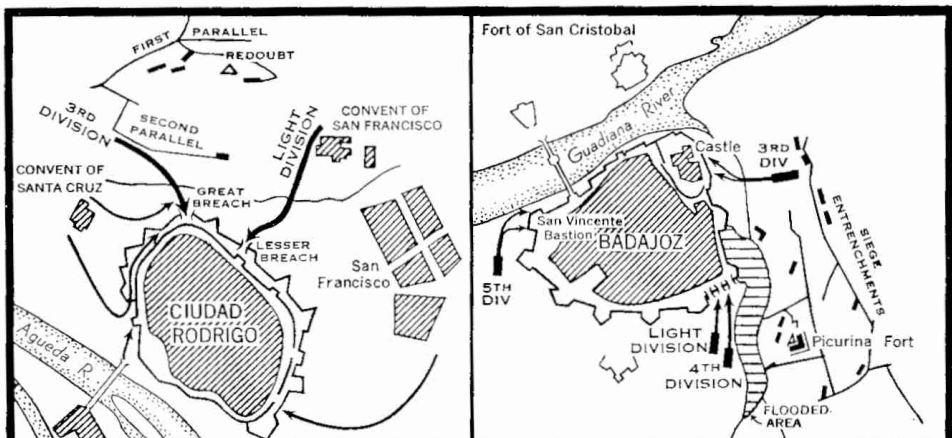 FIRST PARALLEL
REDOUBT
3RD
DIVISION
SECOND
PARALLEL
LIGHT
DIVISION
CONVENT OF
SAN FRANCISCO
CONVENT OF
SANTA CRUZ
GREAT
BREACH
LESSER
BREACH
San
Francisco
CIUDAD
RODRIGO
Agueda R.
Fort of San Cristobal
Guadiana River
Castle
3RD
DIV
San Vincente
Bastion
BADAJOZ
SIEGE
ENTRENCHMENTS
5TH
DIV
LIGHT
DIVISION
4TH
DIVISION
Picurina Fort
FLOODED
AREA